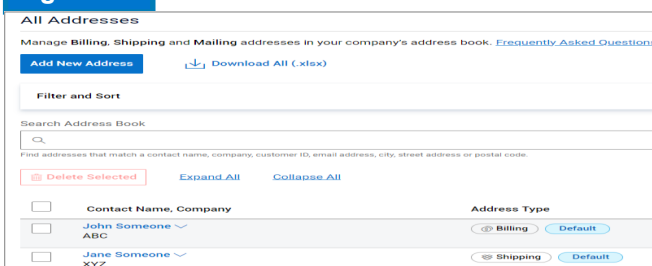 All Addresses
Manage Billing, Shipping and Mailing addresses in your company's address book. Frequently Asked Question
Add New Address Download All (.xlsx)
Filter and Sort
Search Address Book
Find addresses that match a contact name, company, customer ID, email address, city, street address or postal code.
Delete Selected Expand All Collapse All
Contact Name, Company Address Type
John Someone Billing Default
ABC
Jane Someone Shipping Default
XYZ